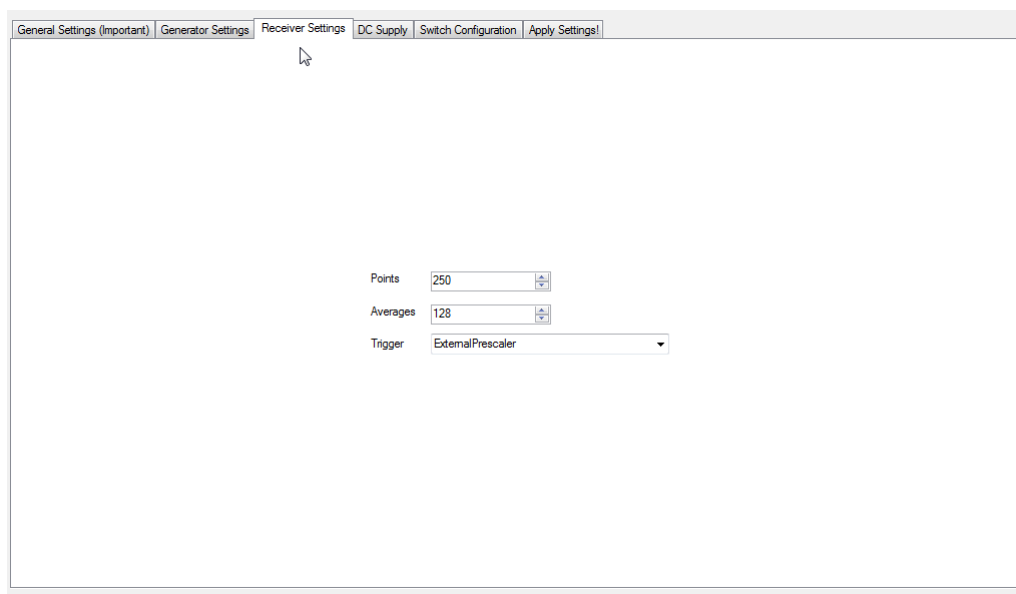 General Settings (Important) Generator Settings Receiver Settings DC Supply Switch Configuration Apply Settings!
Points 250
Averages 128
Trigger ExternalPrescaler